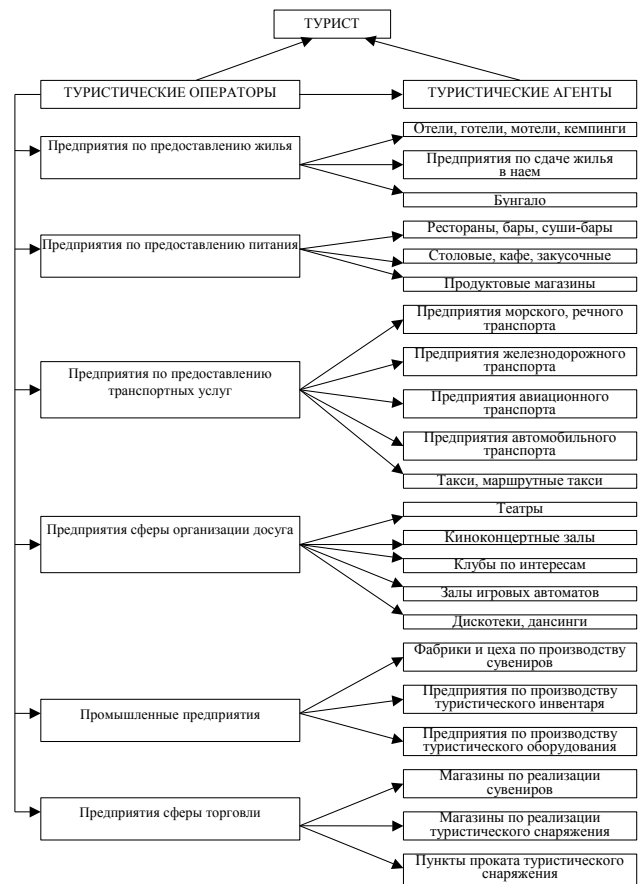 ТУРИСТ
ТУРИСТИЧЕСКИЕ ОПЕРАТОРЫ
ТУРИСТИЧЕСКИЕ АГЕНТЫ
Предприятия по предоставлению жилья
Отели, готели, мотели, кемпинги
Предприятия по сдаче жилья
в наем
Бунгало
Предприятия по предоставлению питания
Рестораны, бары, суши-бары
Столовые, кафе, закусочные
Продуктовые магазины
Предприятия по предоставлению
транспортных услуг
Предприятия морского, речного
транспорта
Предприятия железнодорожного
транспорта
Предприятия авиационного
транспорта
Предприятия автомобильного
транспорта
Такси, маршрутные такси
Предприятия сферы организации досуга
Театры
Киноконцертные залы
Клубы по интересам
Залы игровых автоматов
Дискотеки, дансинги
Промышленные предприятия
Фабрики и цеха по производству
сувениров
Предприятия по производству
туристического инвентаря
Предприятия по производству
туристического оборудования
Предприятия сферы торговли
Магазины по реализации
сувениров
Магазины по реализации
туристического снаряжения
Пункты проката туристического
снаряжения